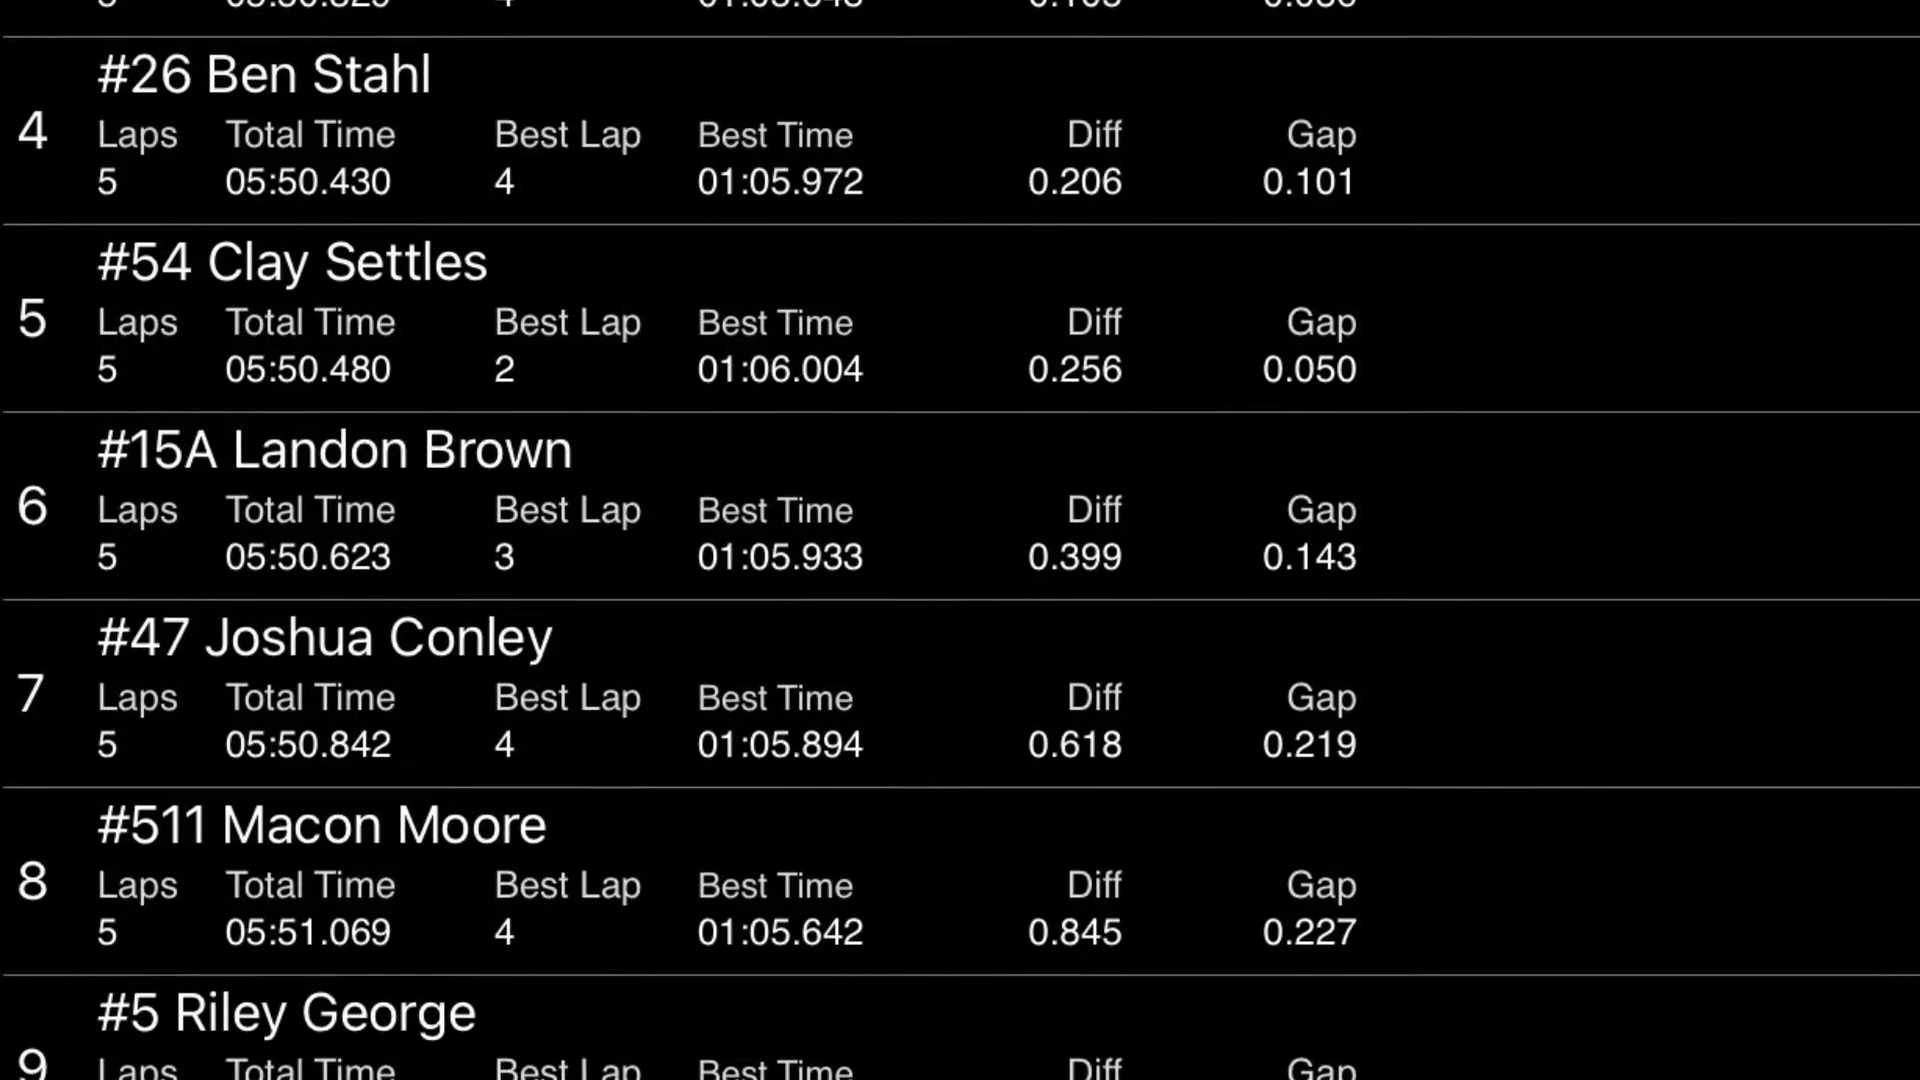 #26 Ben Stahl
4
Laps Total Time Best Lap Best Time Diff Gap
5 05:50.430 4 01:05.972 0.206 0.101
#54 Clay Settles
5
Laps Total Time Best Lap Best Time Diff Gap
5 05:50.480 2 01:06.004 0.256 0.050
#15A Landon Brown
6
Laps Total Time Best Lap Best Time Diff Gap
5 05:50.623 3 01:05.933 0.399 0.143
#47 Joshua Conley
7
Laps Total Time Best Lap Best Time Diff Gap
5 05:50.842 4 01:05.894 0.618 0.219
#511 Macon Moore
8
Laps Total Time Best Lap Best Time Diff Gap
5 05:51.069 4 01:05.642 0.845 0.227
#5 Riley George
9
Laps Total Time Best Lap Best Time Diff Gap